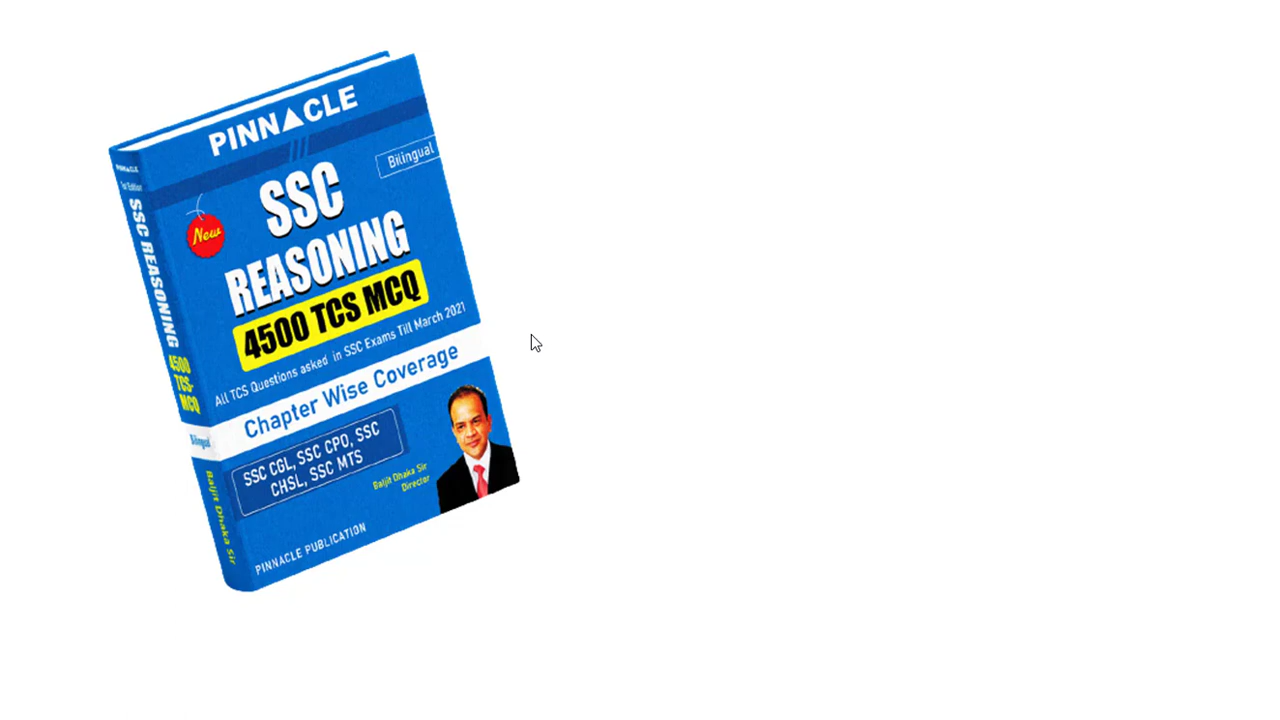 PINNACLE
Bilingual
New
SSC
REASONING
4500 TCS MCQ
All TCS Questions asked in SSC Exams Till March 2021
Chapter Wise Coverage
SSC CGL, SSC CPO, SSC
CHSL, SSC MTS
Baljit Dhaka Sir
Director
PINNACLE PUBLICATION
PINNACLE
1st Edition
SSC REASONING
4500
TCS-
MCQ
Bilingual
Baljit Dhaka Sir